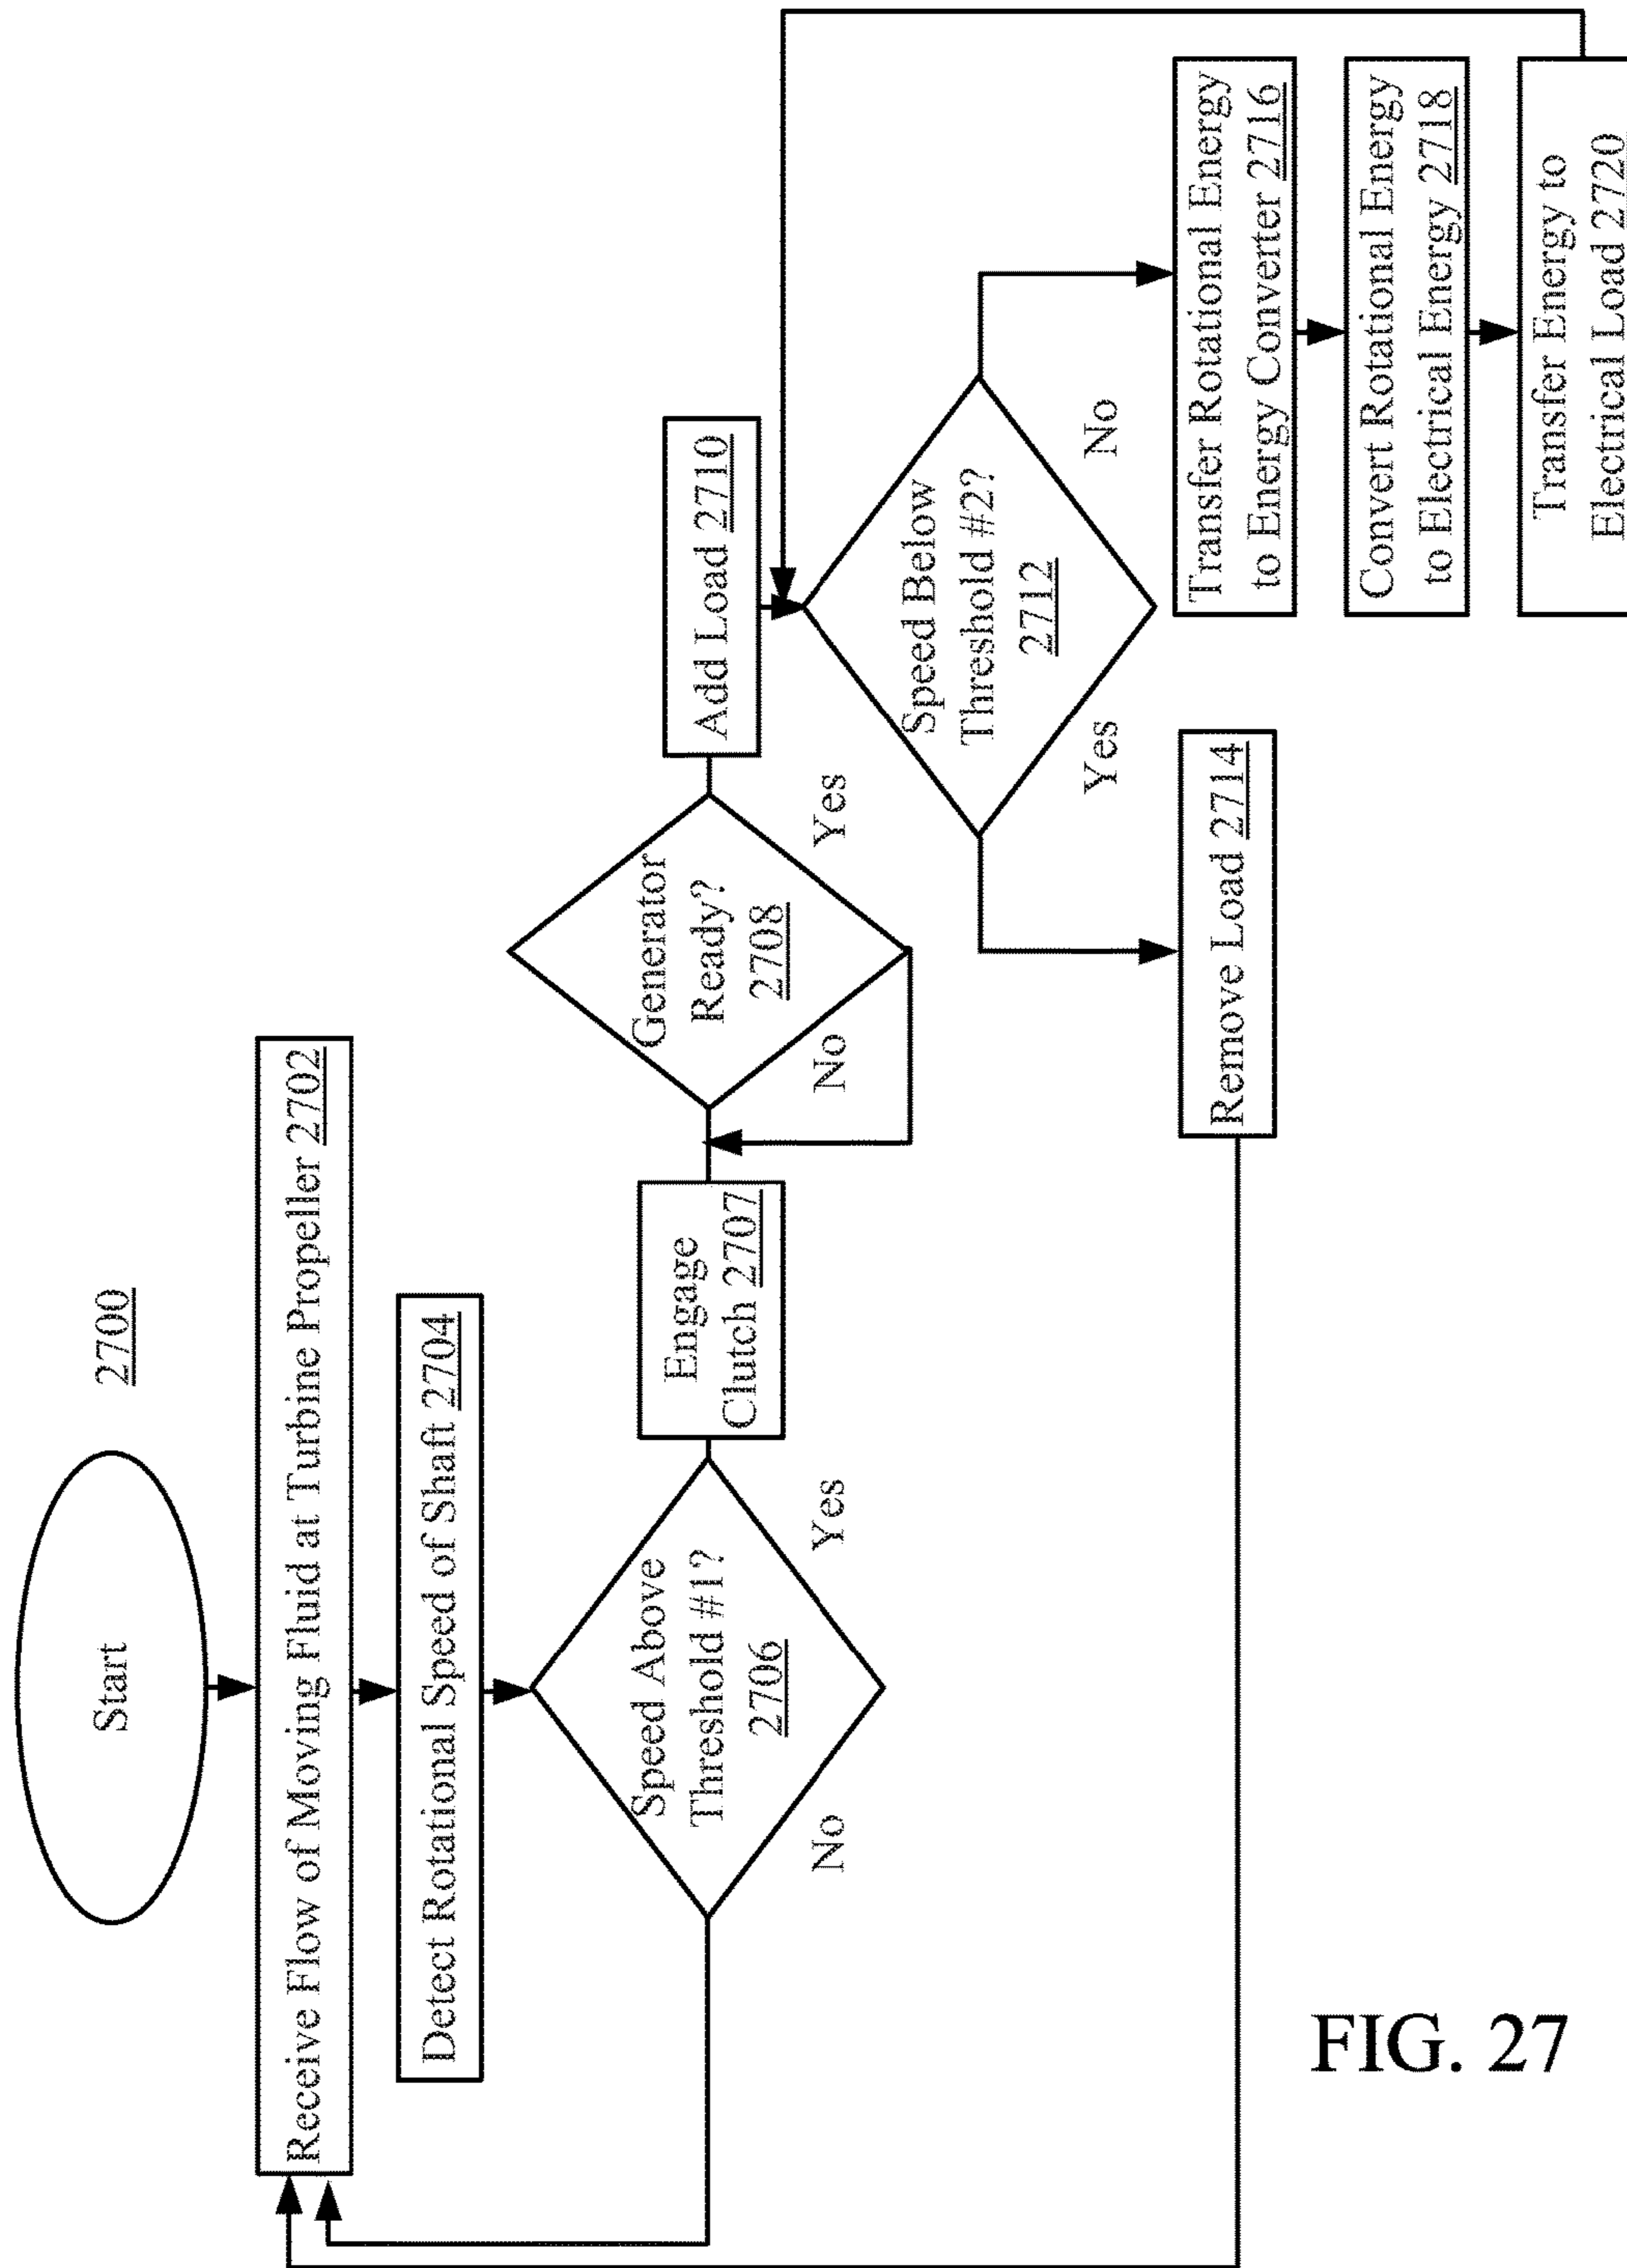 2700
Start
Receive Flow of Moving Fluid at Turbine Propeller 2702
Detect Rotational Speed of Shaft 2704
Speed Above
Threshold #1?
2706
No
Yes
Engage
Clutch 2707
Generator
Ready?
2708
No
Yes
Add Load 2710
Speed Below
Threshold #2?
2712
Yes
No
Remove Load 2714
Transfer Rotational Energy
to Energy Converter 2716
Convert Rotational Energy
to Electrical Energy 2718
Transfer Energy to
Electrical Load 2720
FIG. 27